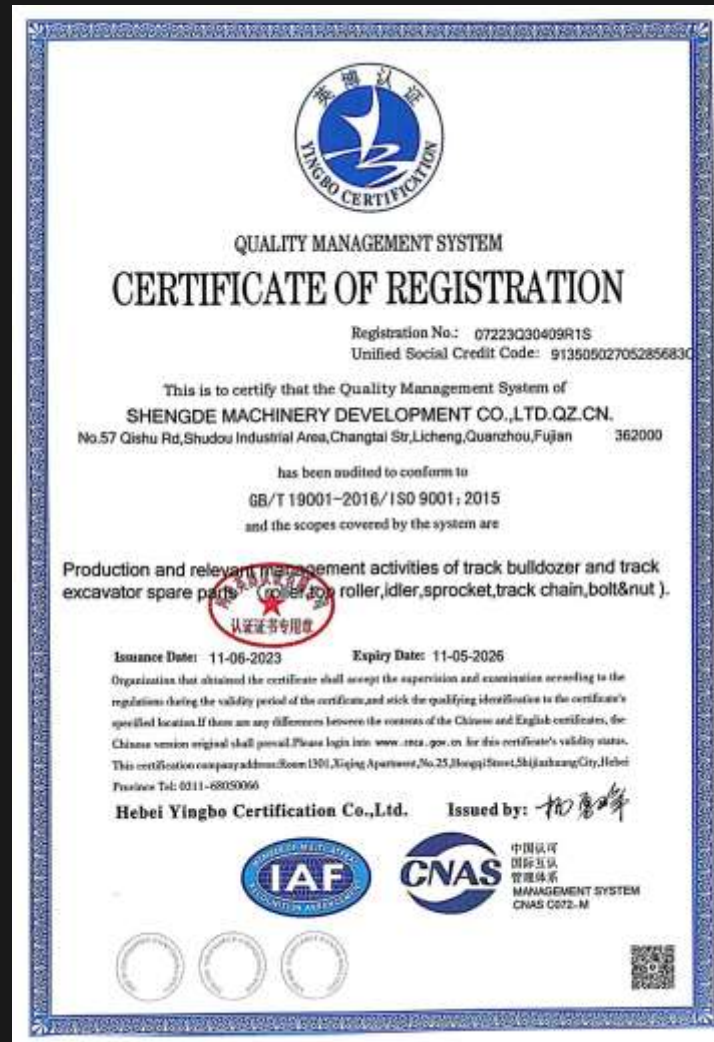 英博认证
YINGBO CERTIFICATION
QUALITY MANAGEMENT SYSTEM
CERTIFICATE OF REGISTRATION
Registration No.: 07223Q30409R1S
Unified Social Credit Code: 91350502705285683C
This is to certify that the Quality Management System of
SHENGDE MACHINERY DEVELOPMENT CO.,LTD.QZ.CN.
No.57 Qishu Rd,Shudou Industrial Area,Changtai Str,Licheng,Quanzhou,Fujian 362000
has been audited to conform to
GB/T 19001-2016/ISO 9001:2015
and the scopes covered by the system are
Production and relevant management activities of track bulldozer and track
excavator spare parts (roller,top roller,idler,sprocket,track chain,bolt&nut ).
认证证书专用章
Issuance Date: 11-06-2023 Expiry Date: 11-05-2026
Organization that obtained the certificate shall accept the supervision and examination according to the
regulations during the validity period of the certificate,and stick the qualifying identification to the certificate's
specified location.If there are any differences between the contents of the Chinese and English certificates, the
Chinese version original shall prevail.Please login into www.cnca.gov.cn for this certificate's validity status.
This certification company address:Room 1301,Xiqing Apartment,No.25,Hongqi Street,Shijiazhuang City,Hebei
Province Tel: 0311-68050066
Hebei Yingbo Certification Co.,Ltd. Issued by:
MEMBER OF MULTILATERAL
RECOGNITION ARRANGEMENT
IAF
CNAS
中国认可
国际互认
管理体系
MANAGEMENT SYSTEM
CNAS C072-M